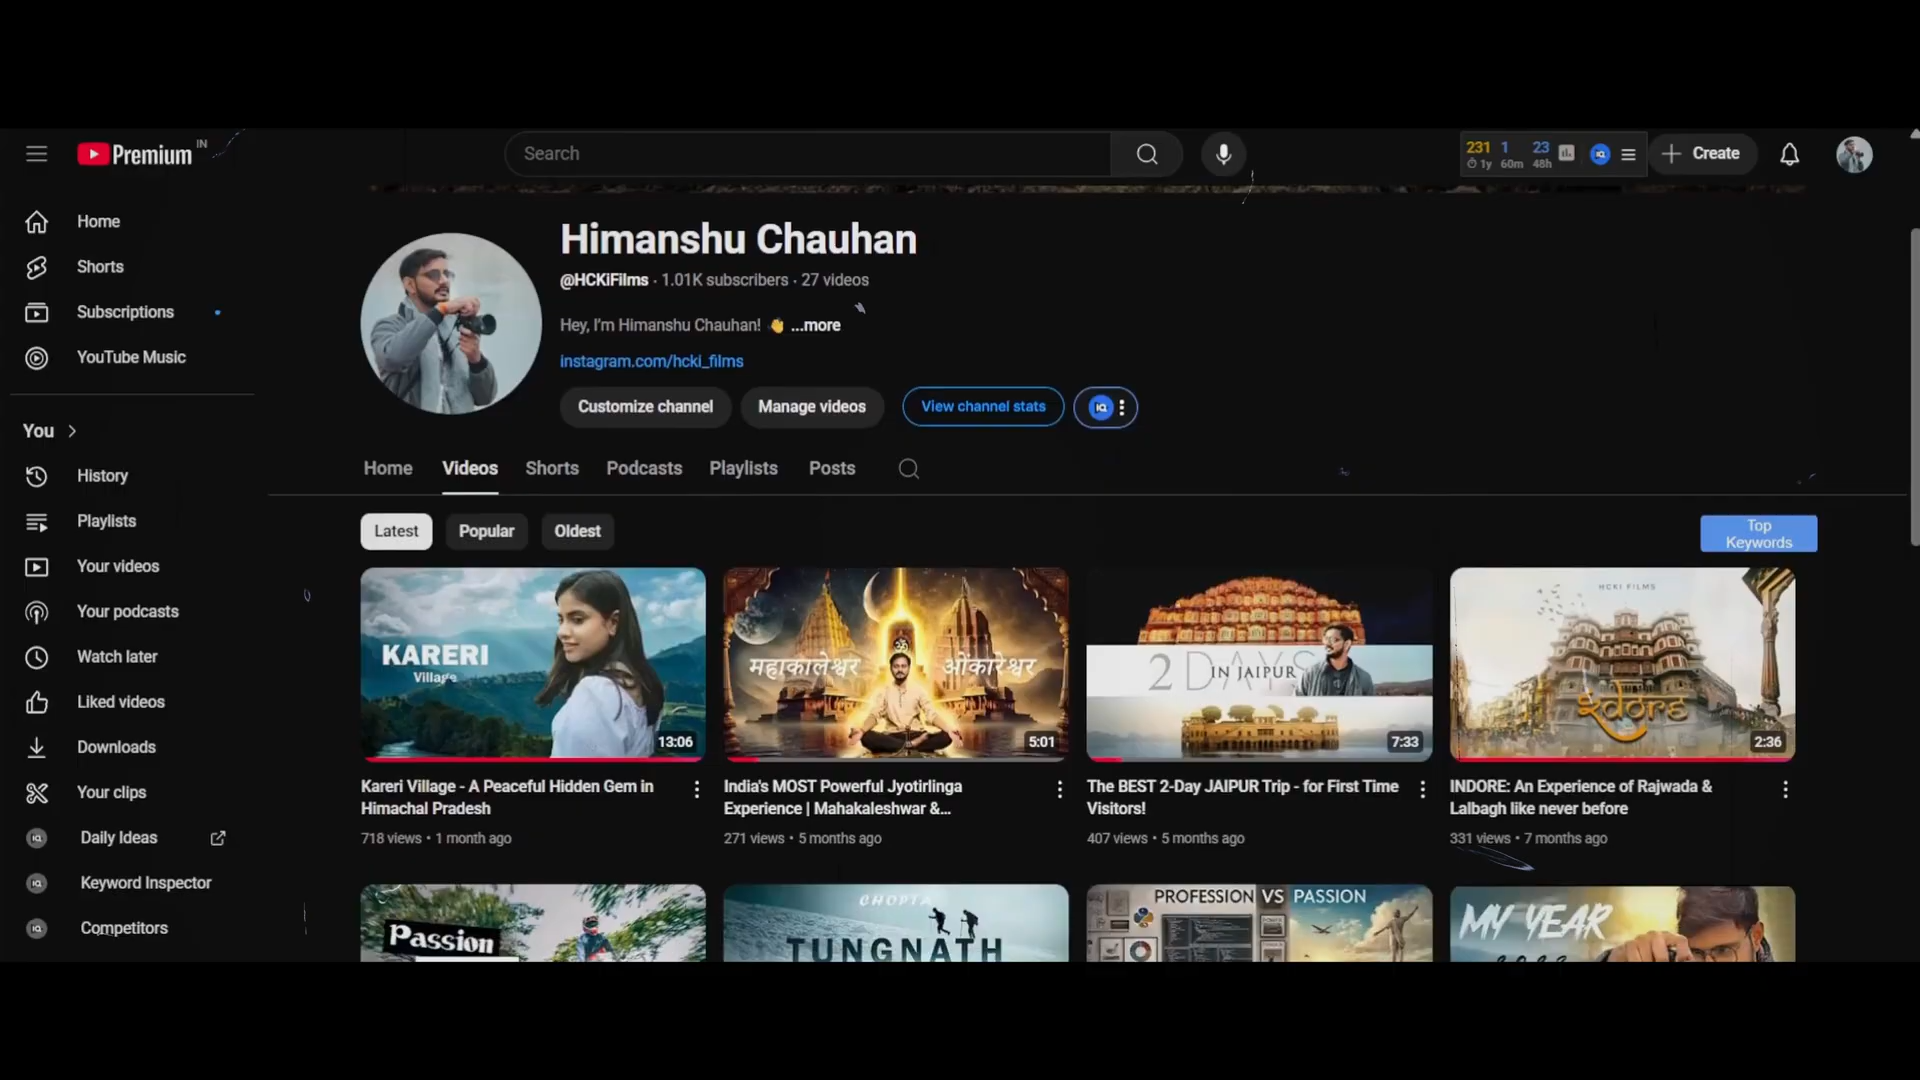 Premium IN
Search
231 1 23
1y 60m 48h
Create
Home
Shorts
Subscriptions
YouTube Music
You
History
Playlists
Your videos
Your podcasts
Watch later
Liked videos
Downloads
Your clips
Daily Ideas
Keyword Inspector
Competitors
Himanshu Chauhan
@HCKiFilms · 1.01K subscribers · 27 videos
Hey, I'm Himanshu Chauhan! 👋 ...more
instagram.com/hcki_films
Customize channel
Manage videos
View channel stats
Home Videos Shorts Podcasts Playlists Posts
Latest Popular Oldest
Top
Keywords
KARERI
Village
13:06
Kareri Village - A Peaceful Hidden Gem in
Himachal Pradesh
718 views • 1 month ago
महाकालेश्वर ॐ ओंकारेश्वर
5:01
India's MOST Powerful Jyotirlinga
Experience | Mahakaleshwar &...
271 views • 5 months ago
2 DAYS
IN JAIPUR
7:33
The BEST 2-Day JAIPUR Trip - for First Time
Visitors!
407 views • 5 months ago
HCKI FILMS
Indore
2:36
INDORE: An Experience of Rajwada &
Lalbagh like never before
331 views • 7 months ago
Passion
CHOPTA
TUNGNATH
PROFESSION VS PASSION
MY YEAR